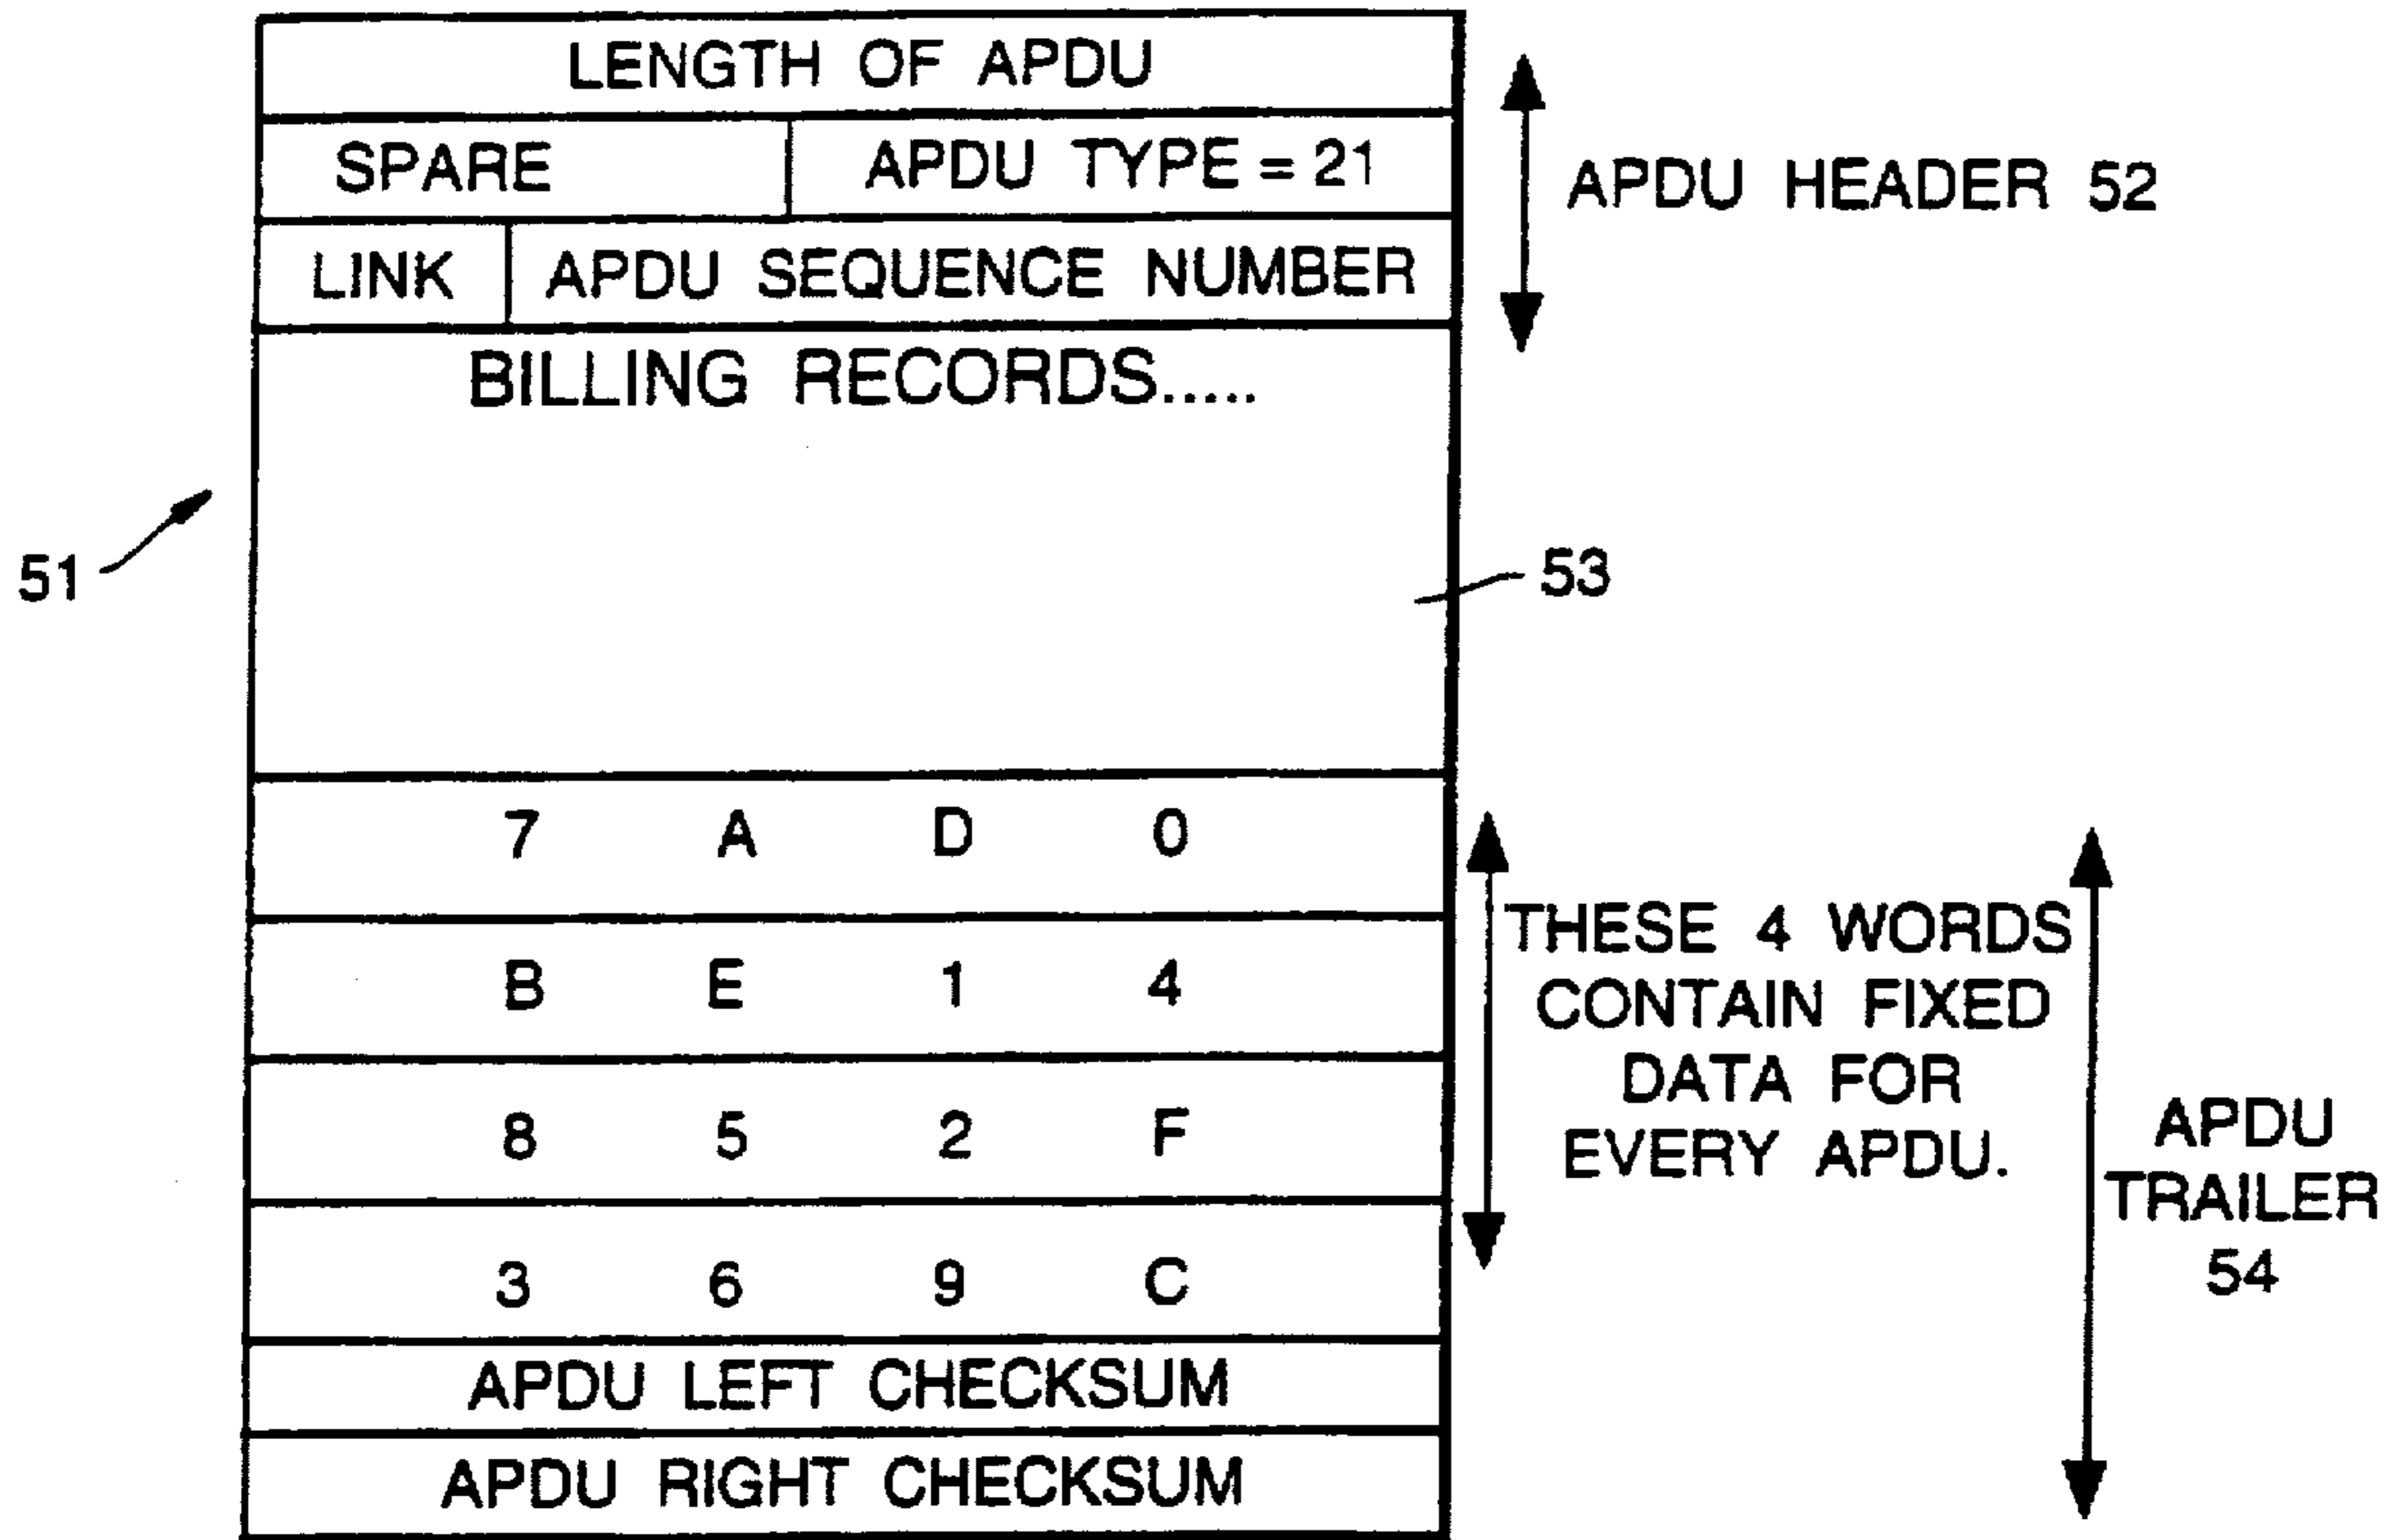 LENGTH OF APDU
SPARE
APDU TYPE = 21
LINK
APDU SEQUENCE NUMBER
APDU HEADER 52
BILLING RECORDS.....
51
53
7 A D 0
B E 1 4
8 5 2 F
3 6 9 C
THESE 4 WORDS
CONTAIN FIXED
DATA FOR
EVERY APDU.
APDU
TRAILER
54
APDU LEFT CHECKSUM
APDU RIGHT CHECKSUM